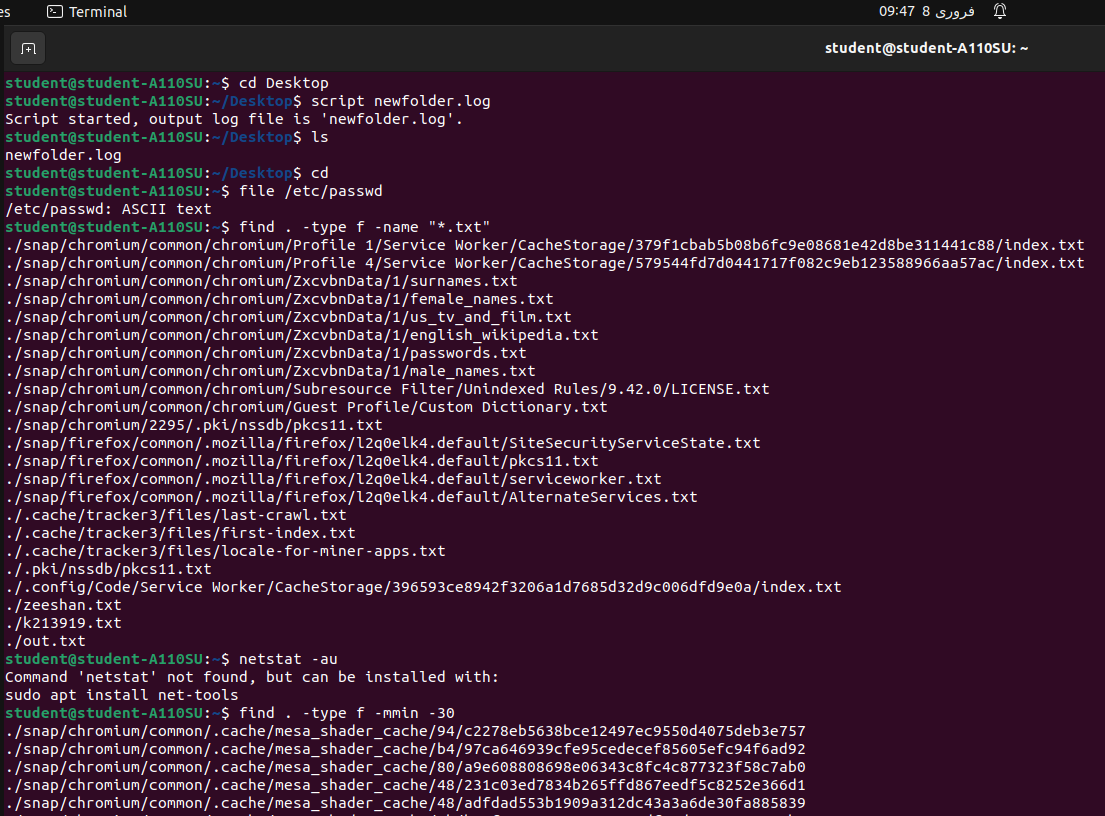 es Terminal 09:47 8 فروری
student@student-A110SU: ~
student@student-A110SU:~$ cd Desktop
student@student-A110SU:~/Desktop$ script newfolder.log
Script started, output log file is 'newfolder.log'.
student@student-A110SU:~/Desktop$ ls
newfolder.log
student@student-A110SU:~/Desktop$ cd
student@student-A110SU:~$ file /etc/passwd
/etc/passwd: ASCII text
student@student-A110SU:~$ find . -type f -name "*.txt"
./snap/chromium/common/chromium/Profile 1/Service Worker/CacheStorage/379f1cbab5b08b6fc9e08681e42d8be311441c88/index.txt
./snap/chromium/common/chromium/Profile 4/Service Worker/CacheStorage/579544fd7d0441717f082c9eb123588966aa57ac/index.txt
./snap/chromium/common/chromium/ZxcvbnData/1/surnames.txt
./snap/chromium/common/chromium/ZxcvbnData/1/female_names.txt
./snap/chromium/common/chromium/ZxcvbnData/1/us_tv_and_film.txt
./snap/chromium/common/chromium/ZxcvbnData/1/english_wikipedia.txt
./snap/chromium/common/chromium/ZxcvbnData/1/passwords.txt
./snap/chromium/common/chromium/ZxcvbnData/1/male_names.txt
./snap/chromium/common/chromium/Subresource Filter/Unindexed Rules/9.42.0/LICENSE.txt
./snap/chromium/common/chromium/Guest Profile/Custom Dictionary.txt
./snap/chromium/2295/.pki/nssdb/pkcs11.txt
./snap/firefox/common/.mozilla/firefox/l2q0elk4.default/SiteSecurityServiceState.txt
./snap/firefox/common/.mozilla/firefox/l2q0elk4.default/pkcs11.txt
./snap/firefox/common/.mozilla/firefox/l2q0elk4.default/serviceworker.txt
./snap/firefox/common/.mozilla/firefox/l2q0elk4.default/AlternateServices.txt
./.cache/tracker3/files/last-crawl.txt
./.cache/tracker3/files/first-index.txt
./.cache/tracker3/files/locale-for-miner-apps.txt
./.pki/nssdb/pkcs11.txt
./.config/Code/Service Worker/CacheStorage/396593ce8942f3206a1d7685d32d9c006dfd9e0a/index.txt
./zeeshan.txt
./k213919.txt
./out.txt
student@student-A110SU:~$ netstat -au
Command 'netstat' not found, but can be installed with:
sudo apt install net-tools
student@student-A110SU:~$ find . -type f -mmin -30
./snap/chromium/common/.cache/mesa_shader_cache/94/c2278eb5638bce12497ec9550d4075deb3e757
./snap/chromium/common/.cache/mesa_shader_cache/b4/97ca646939cfe95cedecef85605efc94f6ad92
./snap/chromium/common/.cache/mesa_shader_cache/80/a9e608808698e06343c8fc4c877323f58c7ab0
./snap/chromium/common/.cache/mesa_shader_cache/48/231c03ed7834b265ffd867eedf5c8252e366d1
./snap/chromium/common/.cache/mesa_shader_cache/48/adfdad553b1909a312dc43a3a6de30fa885839